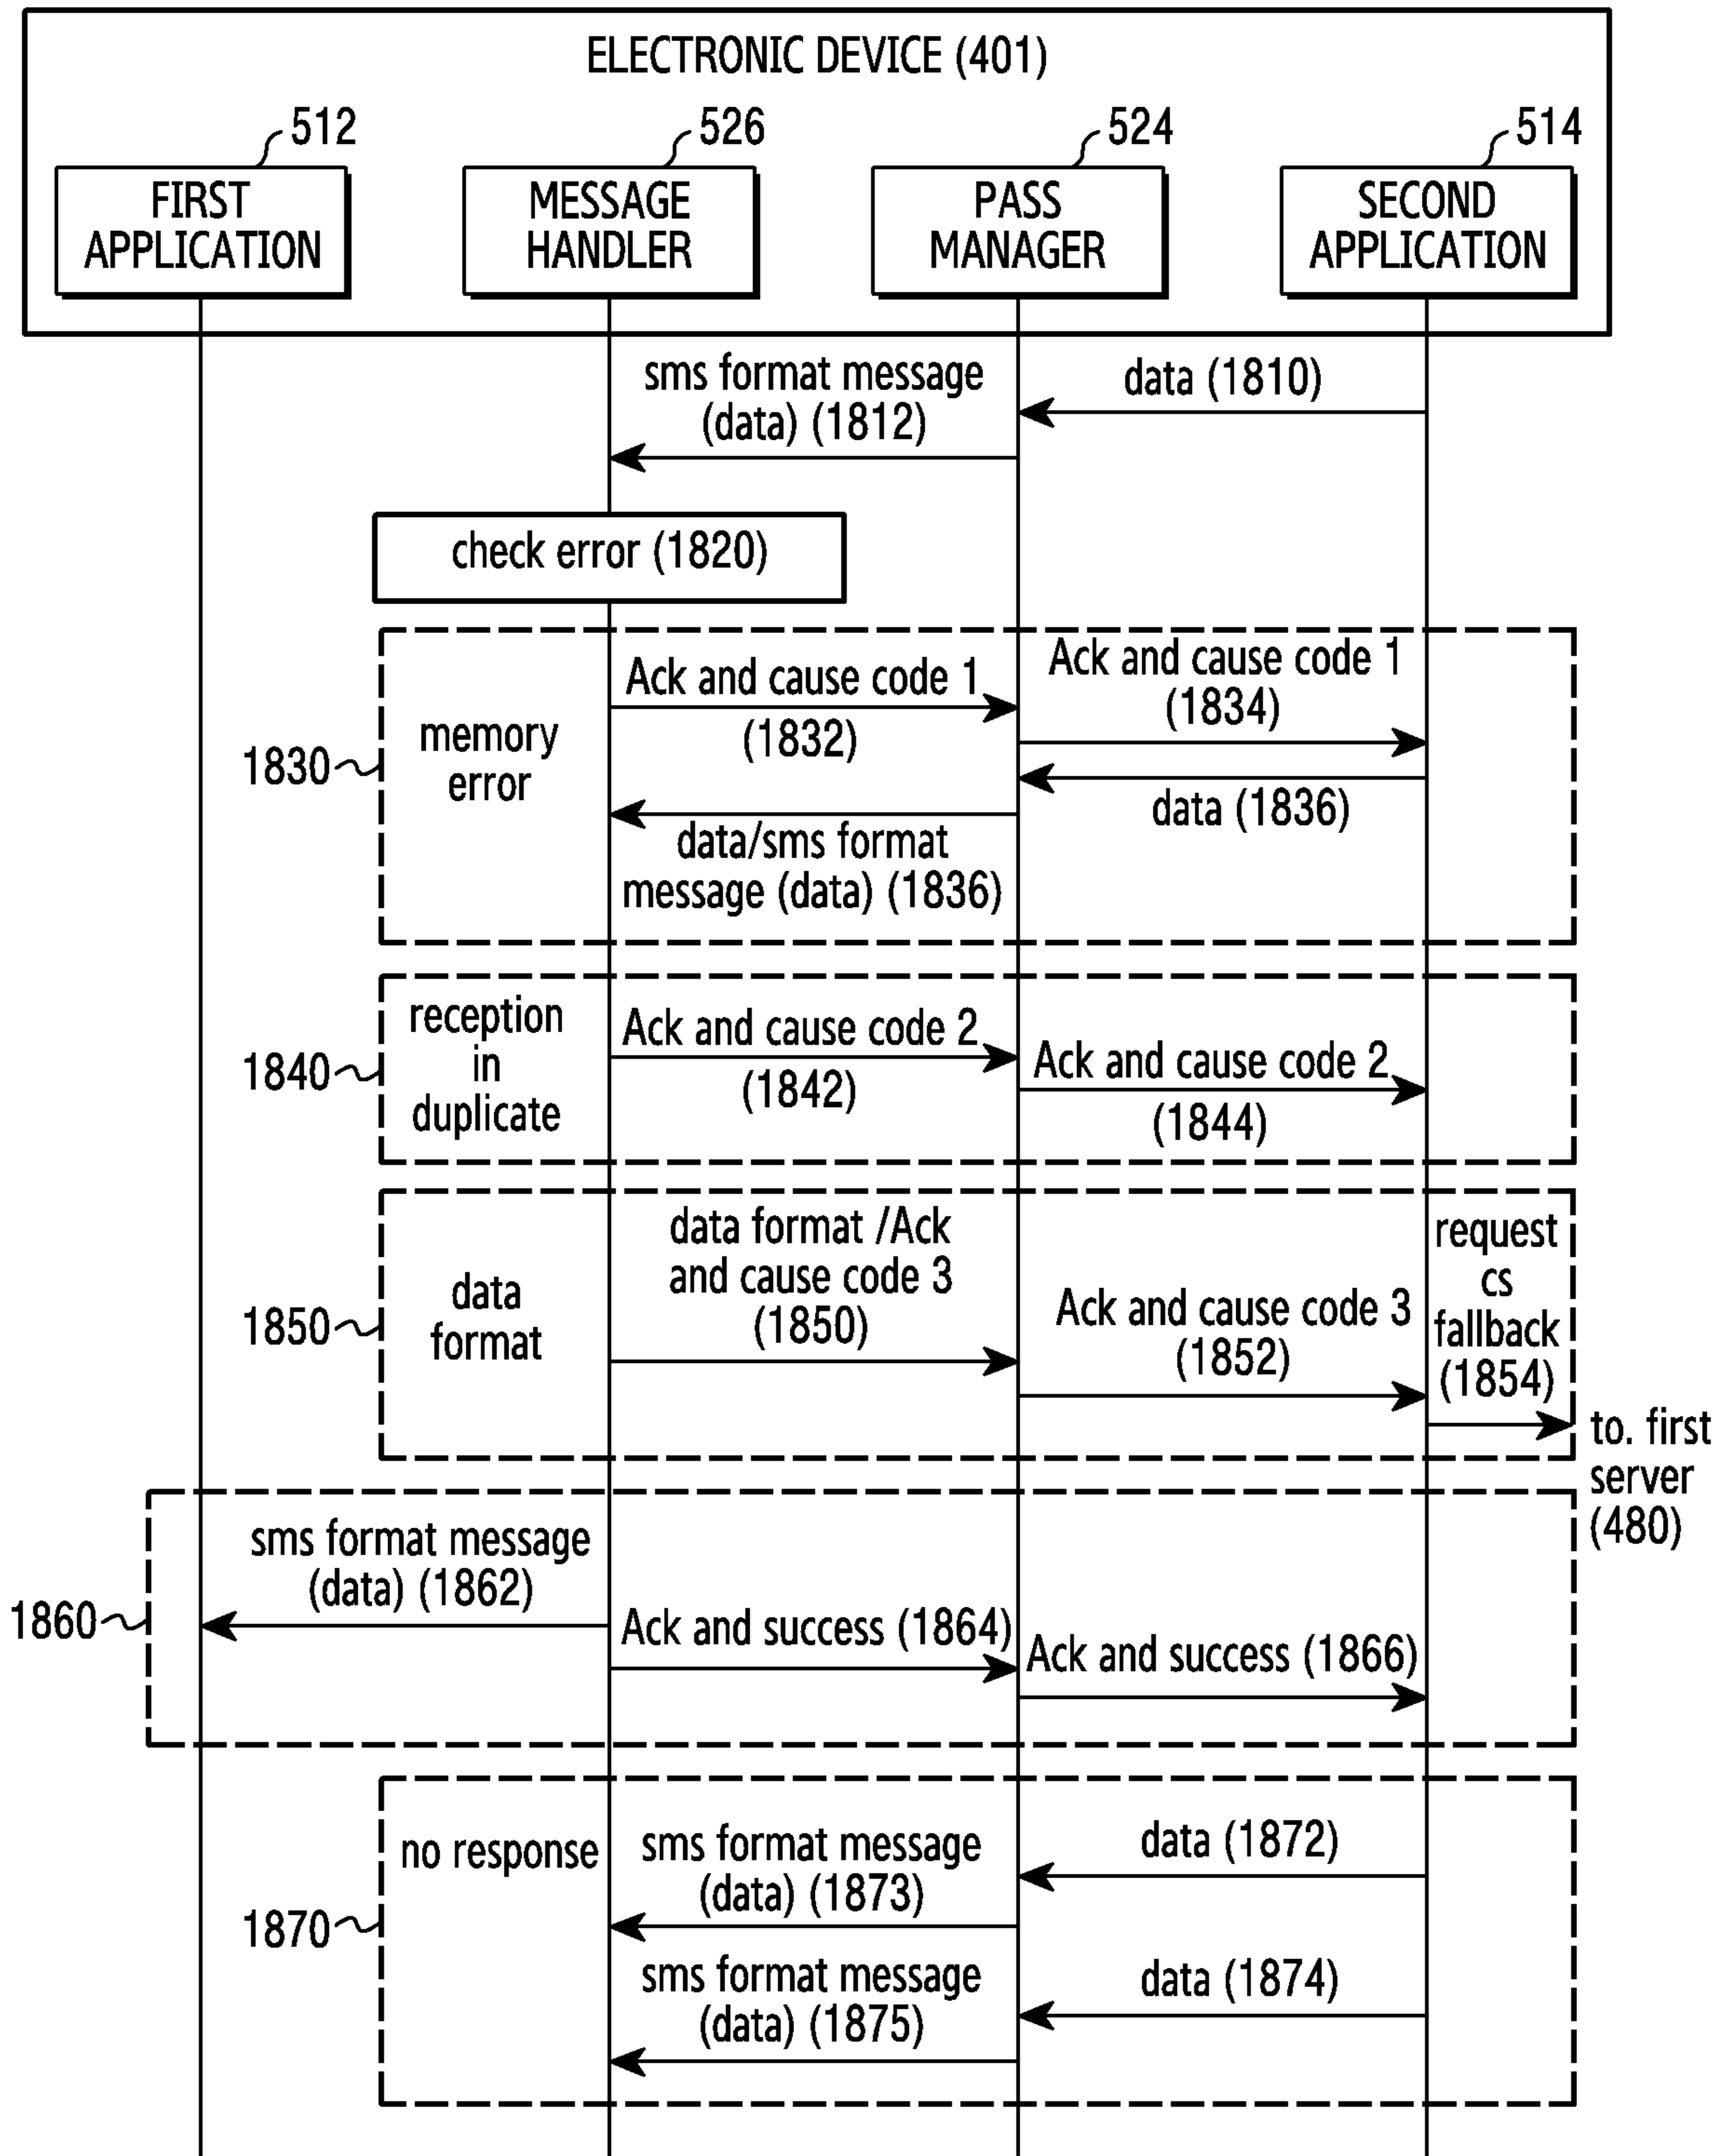 ELECTRONIC DEVICE (401)
512
526
524
514
FIRST
APPLICATION
MESSAGE
HANDLER
PASS
MANAGER
SECOND
APPLICATION
sms format message
(data) (1812)
data (1810)
check error (1820)
1830
memory
error
Ack and cause code 1
(1832)
Ack and cause code 1
(1834)
data (1836)
data/sms format
message (data) (1836)
1840
reception
in
duplicate
Ack and cause code 2
(1842)
Ack and cause code 2
(1844)
1850
data
format
data format /Ack
and cause code 3
(1850)
Ack and cause code 3
(1852)
request
cs
fallback
(1854)
to. first
server
(480)
1860
sms format message
(data) (1862)
Ack and success (1864)
Ack and success (1866)
1870
no response
sms format message
(data) (1873)
data (1872)
sms format message
(data) (1875)
data (1874)